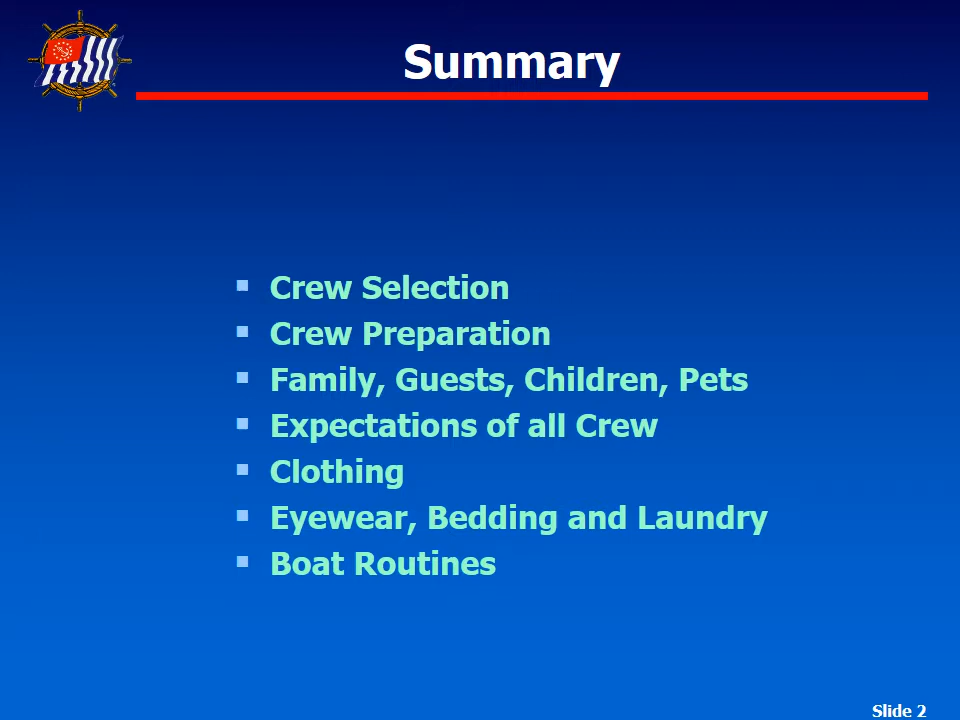 Summary
Crew Selection
Crew Preparation
Family, Guests, Children, Pets
Expectations of all Crew
Clothing
Eyewear, Bedding and Laundry
Boat Routines
Slide 2